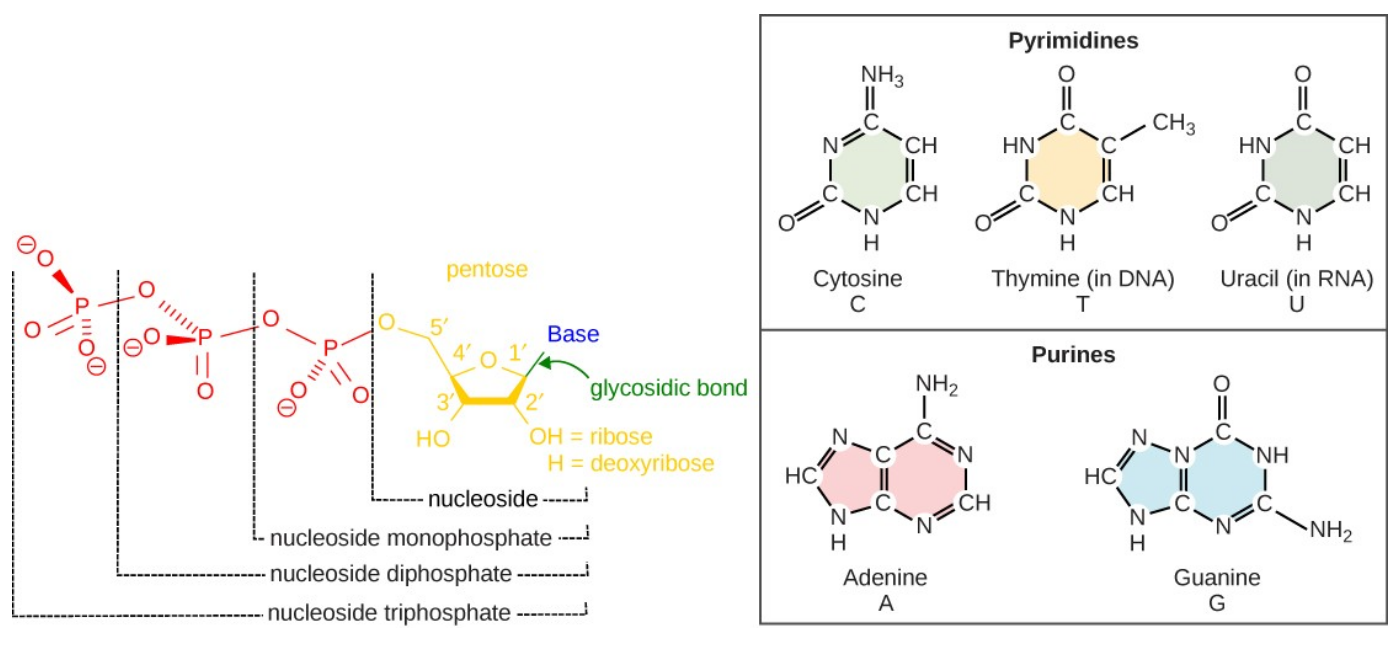 pentose
⊖
O
O
P
O
O
⊖
⊖
O
P
O
O
P
O
⊖
O
O
5′
4′
O
1′
3′
2′
Base
glycosidic bond
HO
OH = ribose
H = deoxyribose
nucleoside
nucleoside monophosphate
nucleoside diphosphate
nucleoside triphosphate
Pyrimidines
NH3
C
N
CH
C
CH
O
N
H
Cytosine
C
O
C
CH3
HN
C
C
CH
O
N
H
Thymine (in DNA)
T
O
C
HN
CH
C
CH
O
N
H
Uracil (in RNA)
U
Purines
NH2
N
C
C
N
HC
C
CH
N
N
H
Adenine
A
O
N
C
N
NH
HC
C
C
N
N
NH2
H
Guanine
G